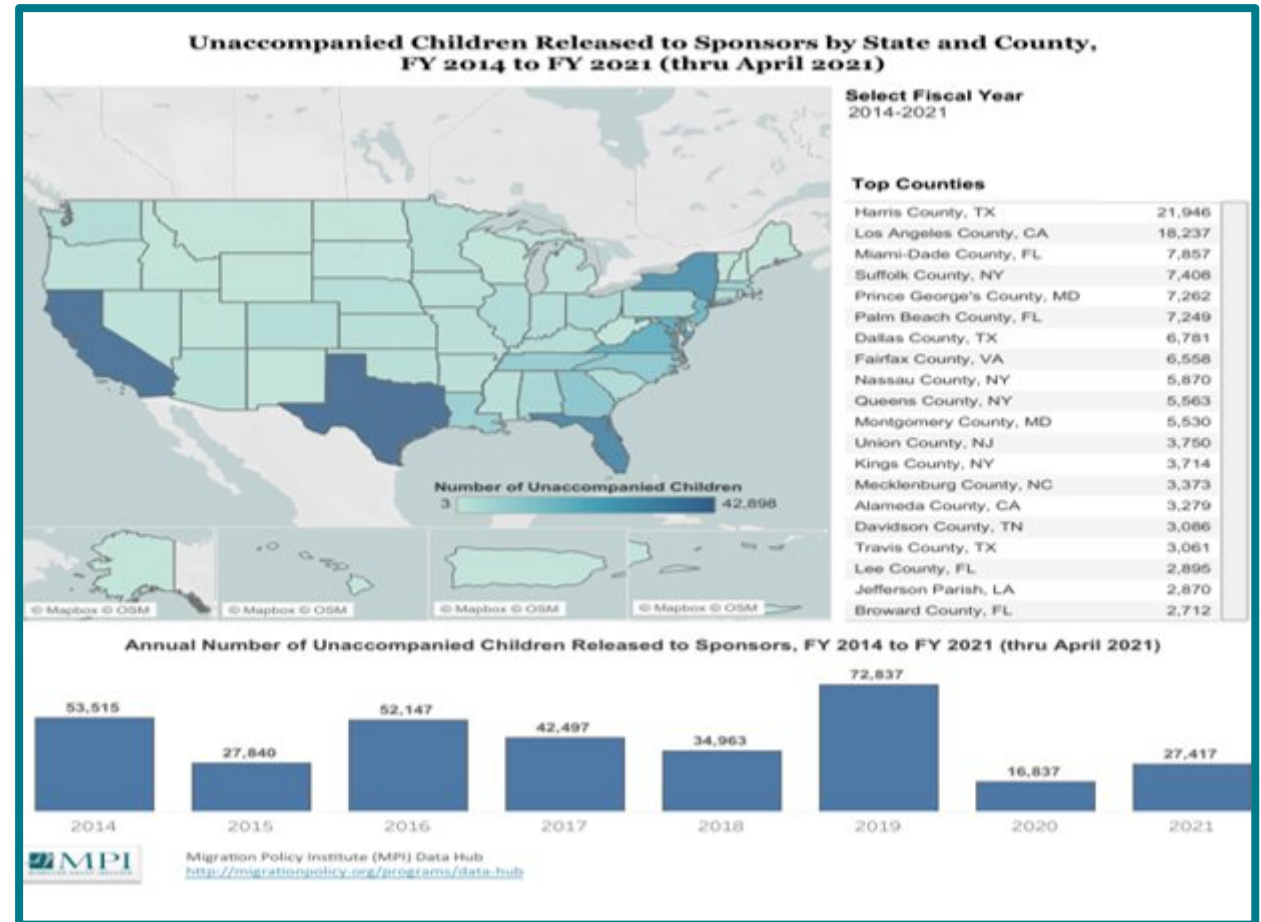 Unaccompanied Children Released to Sponsors by State and County,
FY 2014 to FY 2021 (thru April 2021)
Select Fiscal Year
2014-2021
Top Counties
Harris County, TX 21,946
Los Angeles County, CA 18,237
Miami-Dade County, FL 7,857
Suffolk County, NY 7,408
Prince George's County, MD 7,262
Palm Beach County, FL 7,249
Dallas County, TX 6,781
Fairfax County, VA 6,558
Nassau County, NY 5,870
Queens County, NY 5,563
Montgomery County, MD 5,530
Union County, NJ 3,750
Kings County, NY 3,714
Mecklenburg County, NC 3,373
Alameda County, CA 3,279
Davidson County, TN 3,086
Travis County, TX 3,061
Lee County, FL 2,895
Jefferson Parish, LA 2,870
Broward County, FL 2,712
Number of Unaccompanied Children
3 42,898
© Mapbox © OSM
© Mapbox © OSM
© Mapbox © OSM
© Mapbox © OSM
Annual Number of Unaccompanied Children Released to Sponsors, FY 2014 to FY 2021 (thru April 2021)
53,515 27,840 52,147 42,497 34,963 72,837 16,837 27,417
2014 2015 2016 2017 2018 2019 2020 2021
MPI
Migration Policy Institute (MPI) Data Hub
http://migrationpolicy.org/programs/data-hub